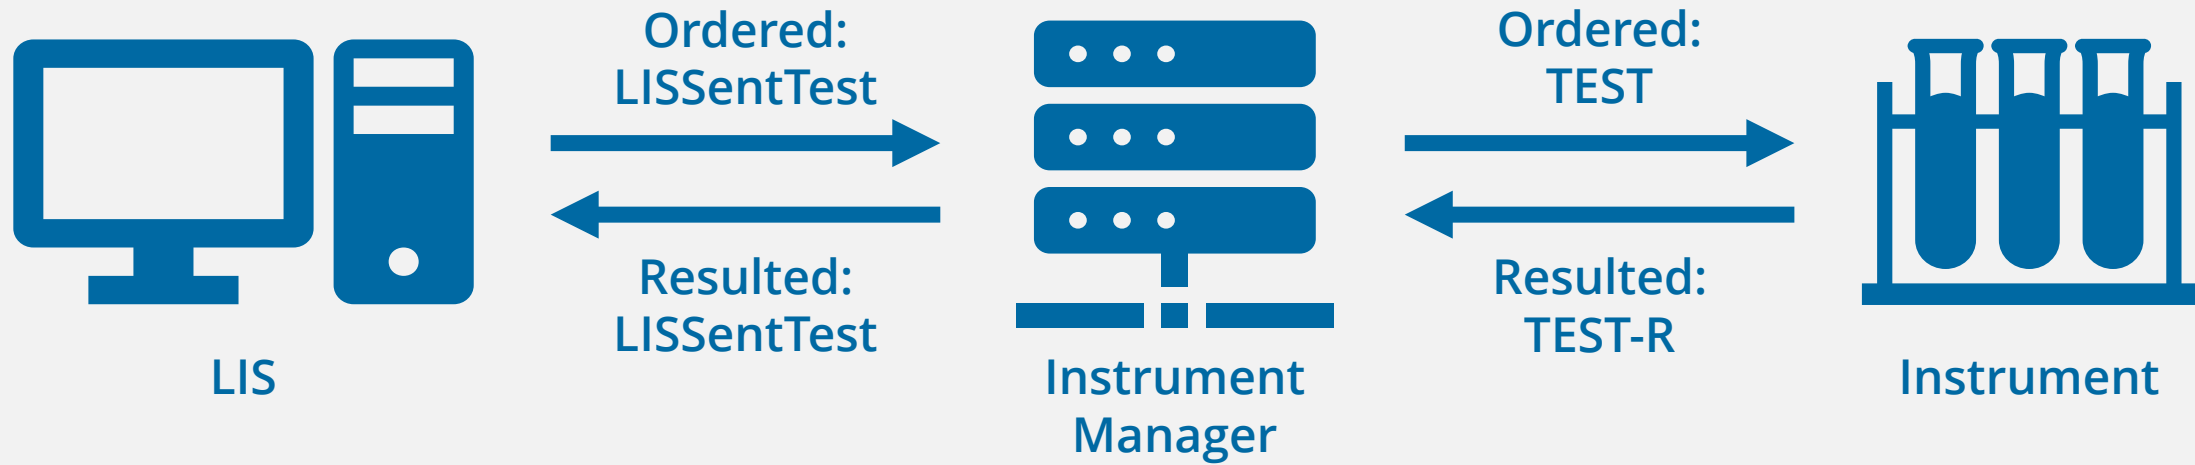 Ordered:
LISSentTest
Resulted:
LISSentTest
LIS
Ordered:
TEST
Resulted:
TEST-R
Instrument
Manager
Instrument